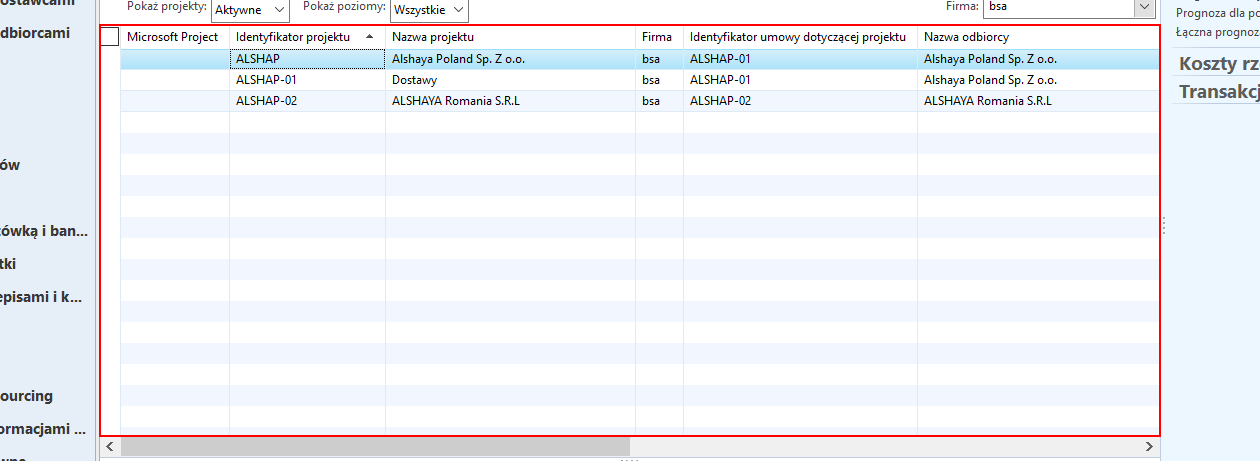 ostawcami
dbiorcami
ów
ówką i ban...
tki
episami i k...
ourcing
ormacjami ...
Pokaż projekty: Aktywne Pokaż poziomy: Wszystkie Firma: bsa
Microsoft Project Identyfikator projektu Nazwa projektu Firma Identyfikator umowy dotyczącej projektu Nazwa odbiorcy
ALSHAP Alshaya Poland Sp. Z o.o. bsa ALSHAP-01 Alshaya Poland Sp. Z o.o.
ALSHAP-01 Dostawy bsa ALSHAP-01 Alshaya Poland Sp. Z o.o.
ALSHAP-02 ALSHAYA Romania S.R.L bsa ALSHAP-02 ALSHAYA Romania S.R.L
Prognoza dla po
Łączna prognoz
Koszty rz
Transakcj